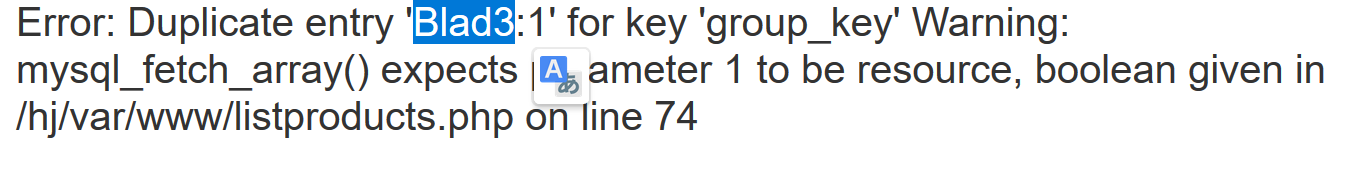 Error: Duplicate entry 'Blad3:1' for key 'group_key' Warning:
mysql_fetch_array() expects ameter 1 to be resource, boolean given in
/hj/var/www/listproducts.php on line 74